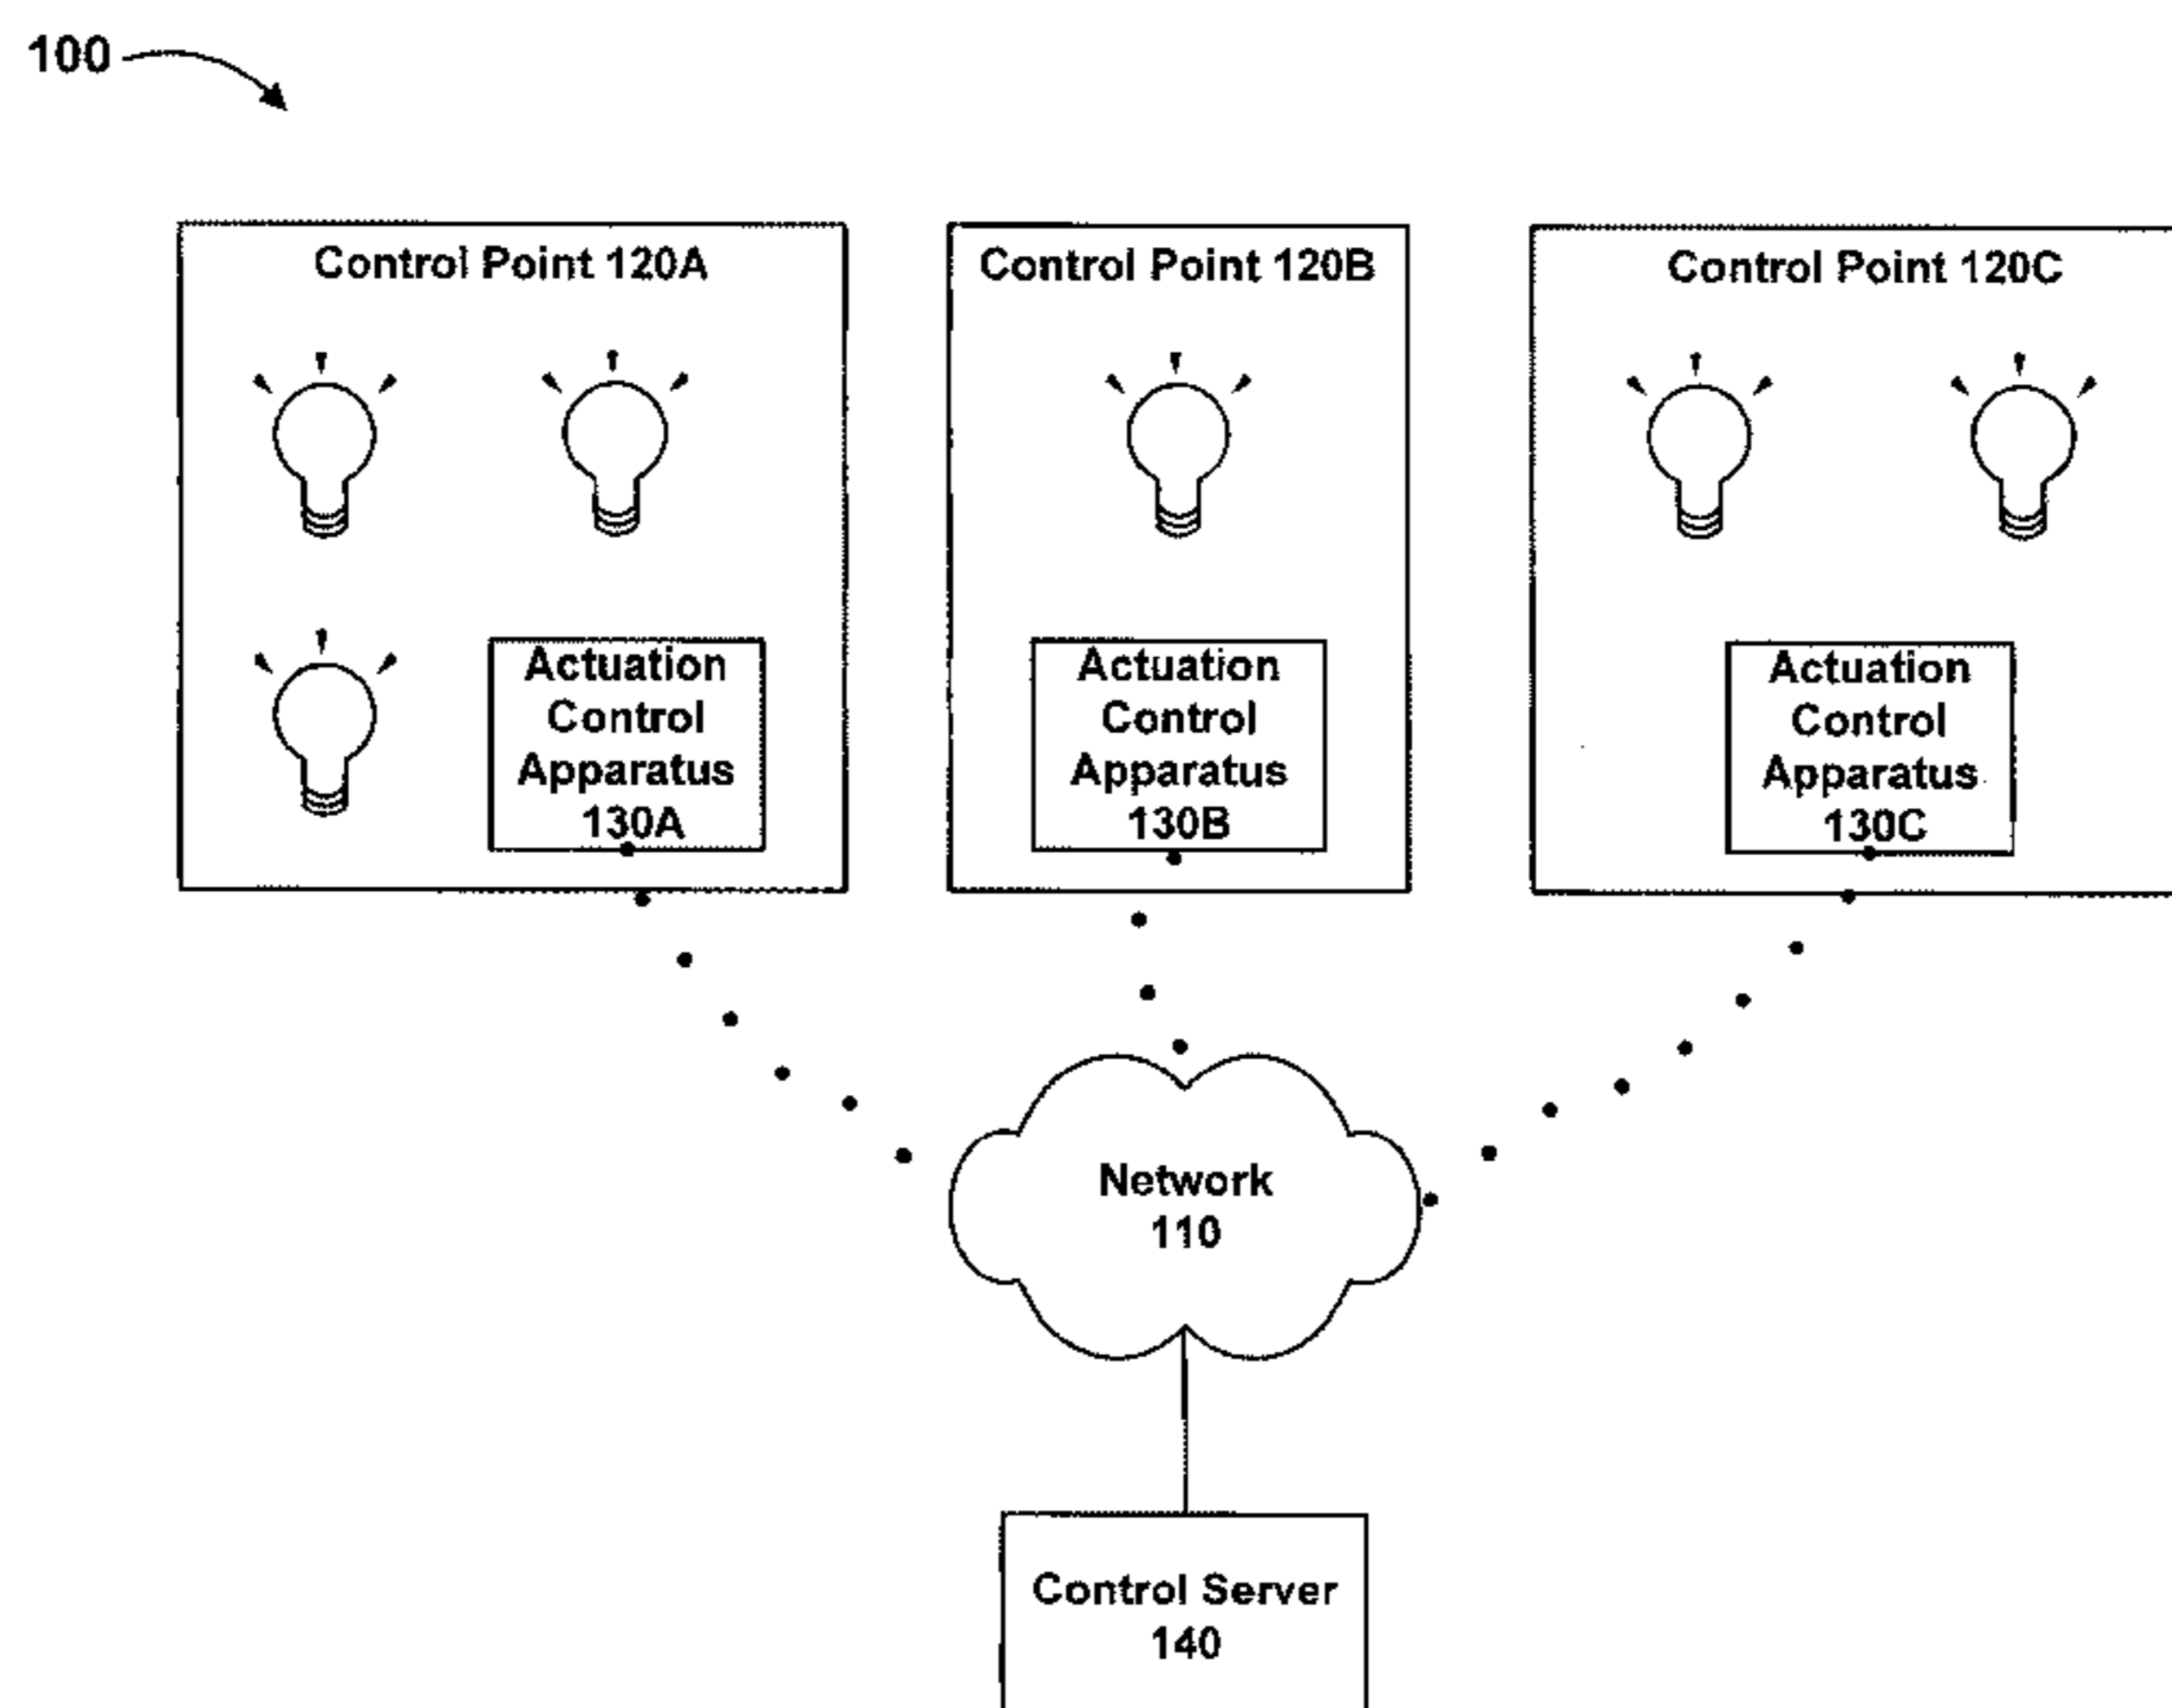 100
Control Point 120A
Control Point 120B
Control Point 120C
Actuation
Control
Apparatus
130A
Actuation
Control
Apparatus
130B
Actuation
Control
Apparatus
130C
Network
110
Control Server
140